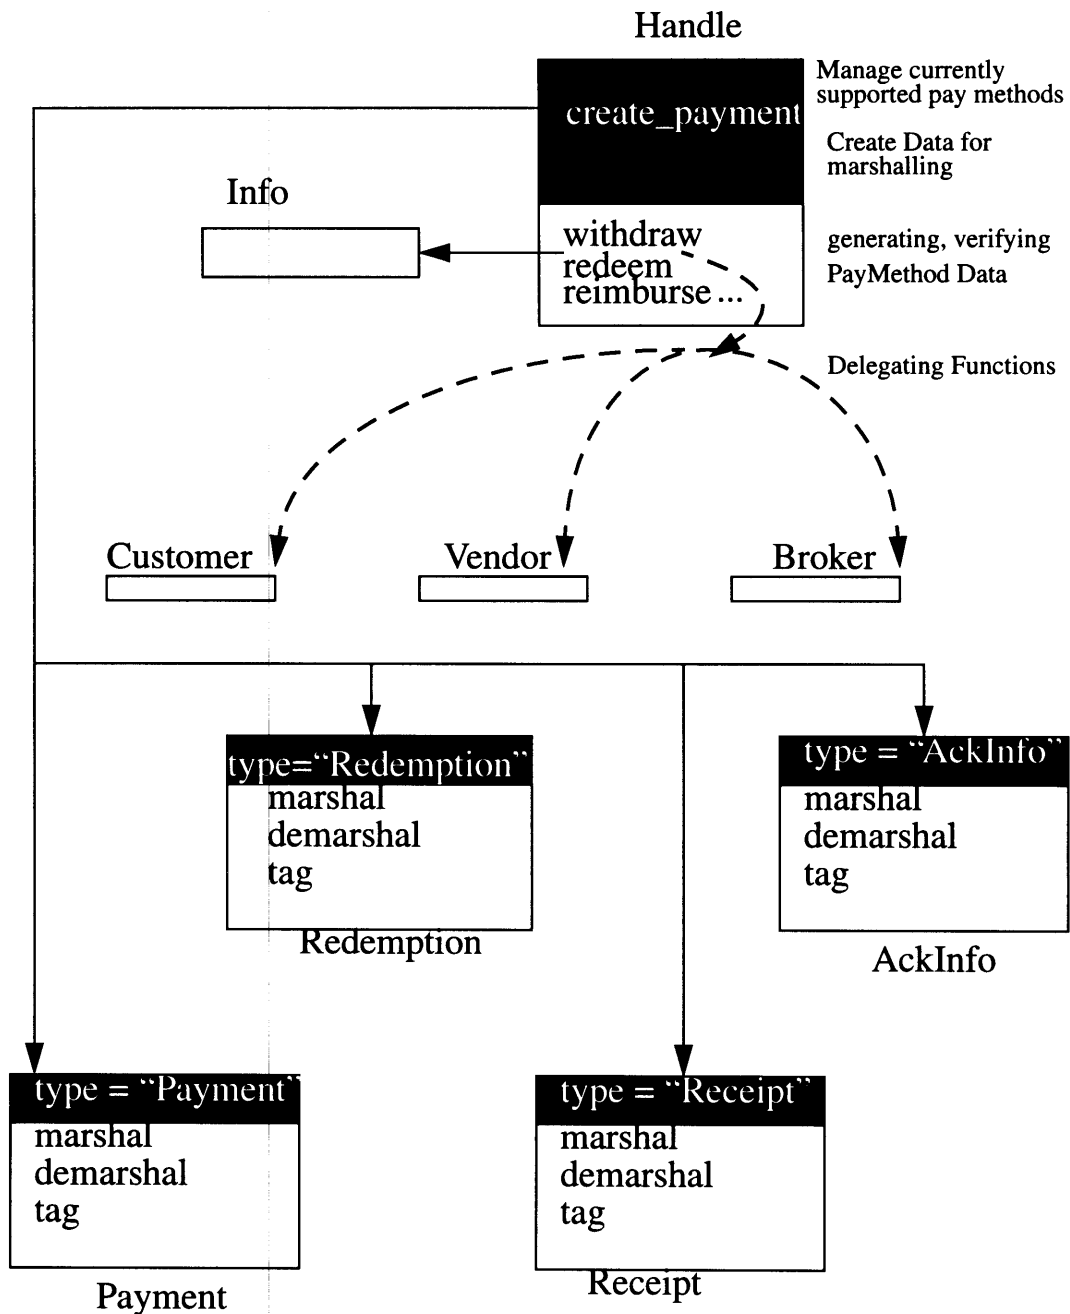 Handle
Manage currently
supported pay methods
create_payment
Create Data for
marshalling
Info
withdraw
redeem
reimburse ...
generating, verifying
PayMethod Data
Delegating Functions
Customer
Vendor
Broker
type=“Redemption”
marshal
demarshal
tag
Redemption
type = “AckInfo”
marshal
demarshal
tag
AckInfo
type = “Payment”
marshal
demarshal
tag
Payment
type = “Receipt”
marshal
demarshal
tag
Receipt